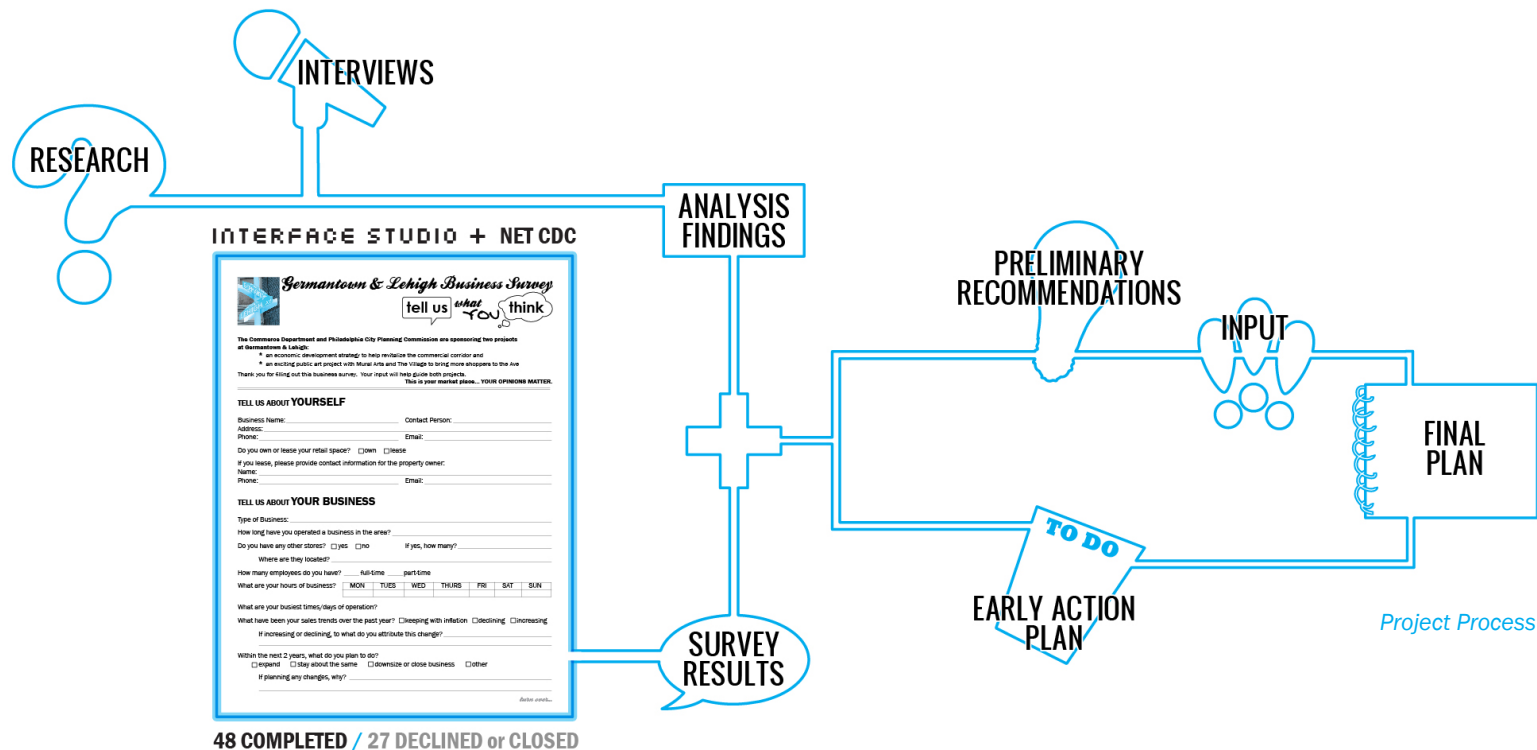 INTERVIEWS
RESEARCH
ANALYSIS
FINDINGS
INTERFACE STUDIO + NET CDC
Germantown & Lehigh Business Survey
tell us what YOU think
The Commerce Department and Philadelphia City Planning Commission are sponsoring two projects
at Germantown & Lehigh:
* an economic development strategy to help revitalize the commercial corridor and
* an exciting public art project with Mural Arts and The Village to bring more shoppers to the Ave
Thank you for filling out this business survey. Your input will help guide both projects.
This is your market place... YOUR OPINIONS MATTER.
TELL US ABOUT YOURSELF
Business Name: Contact Person:
Address:
Phone: Email:
Do you own or lease your retail space? □own □lease
If you lease, please provide contact information for the property owner:
Name:
Phone: Email:
TELL US ABOUT YOUR BUSINESS
Type of Business:
How long have you operated a business in the area?
Do you have any other stores? □yes □no If yes, how many?
Where are they located?
How many employees do you have? ____full-time ____part-time
What are your hours of business? MON TUES WED THURS FRI SAT SUN
What are your busiest times/days of operation?
What have been your sales trends over the past year? □keeping with inflation □declining □increasing
If increasing or declining, to what do you attribute this change?
Within the next 2 years, what do you plan to do?
□expand □stay about the same □downsize or close business □other
If planning any changes, why?
48 COMPLETED / 27 DECLINED or CLOSED
SURVEY
RESULTS
PRELIMINARY
RECOMMENDATIONS
INPUT
TO DO
EARLY ACTION
PLAN
FINAL
PLAN
Project Process